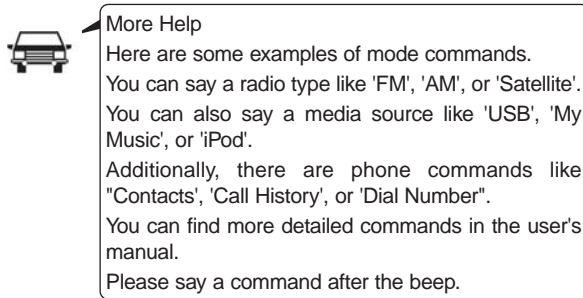 More Help
Here are some examples of mode commands.
You can say a radio type like 'FM', 'AM', or 'Satellite'.
You can also say a media source like 'USB', 'My
Music', or 'iPod'.
Additionally, there are phone commands like
"Contacts', 'Call History', or 'Dial Number".
You can find more detailed commands in the user's
manual.
Please say a command after the beep.